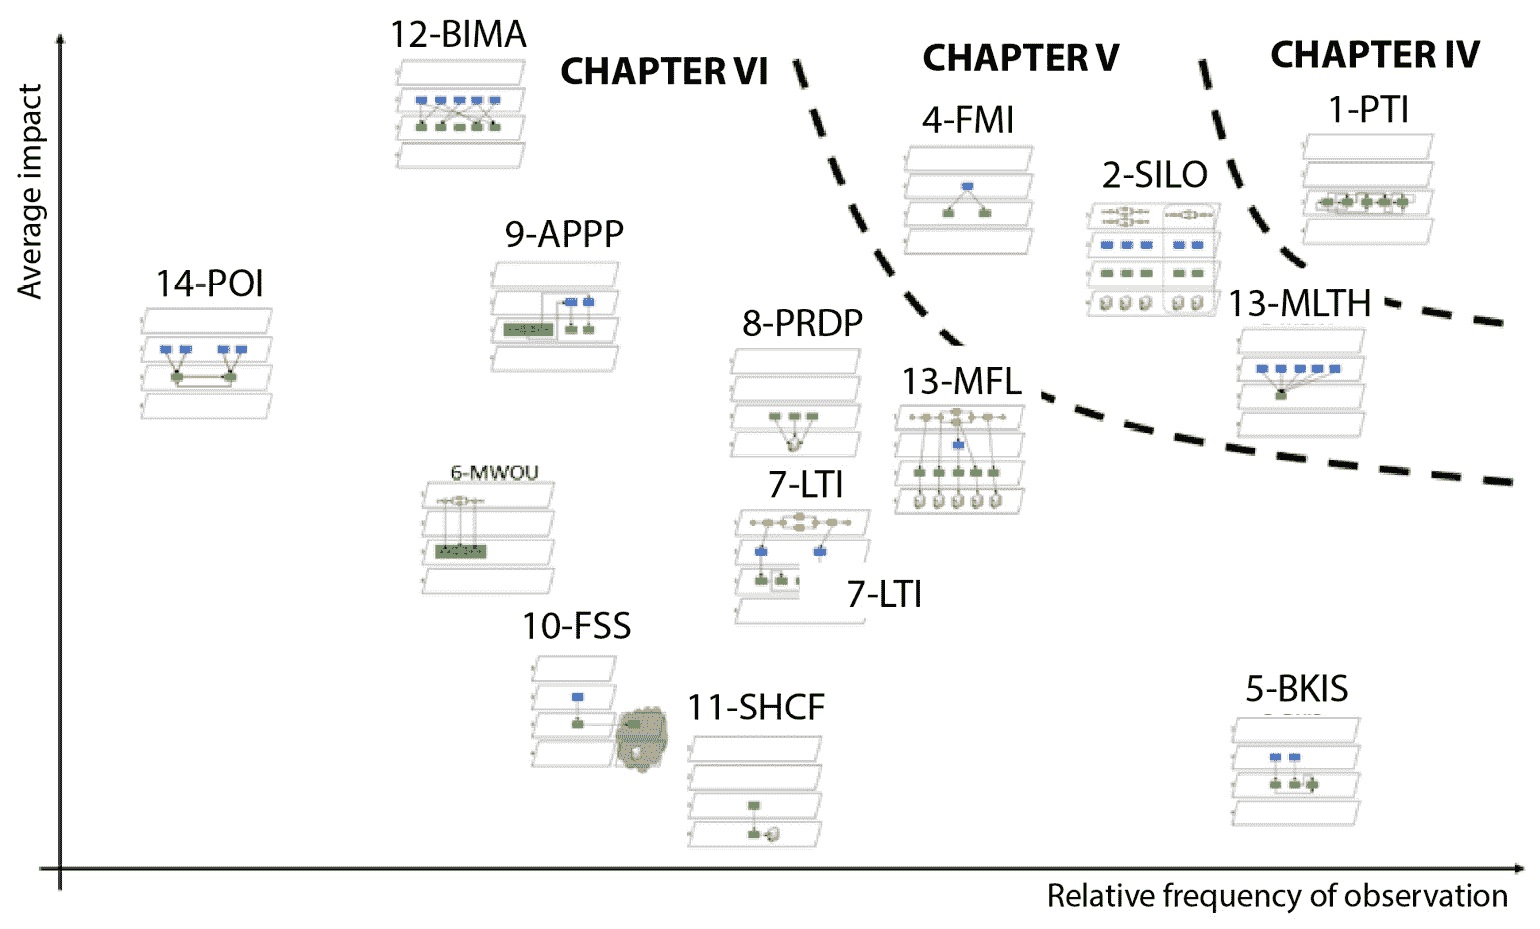 12-BIMA
CHAPTER VI
CHAPTER V
CHAPTER IV
4-FMI
1-PTI
2-SILO
9-APPP
14-POI
8-PRDP
13-MLTH
13-MFL
6-MWOU
7-LTI
7-LTI
10-FSS
11-SHCF
5-BKIS
Average impact
Relative frequency of observation